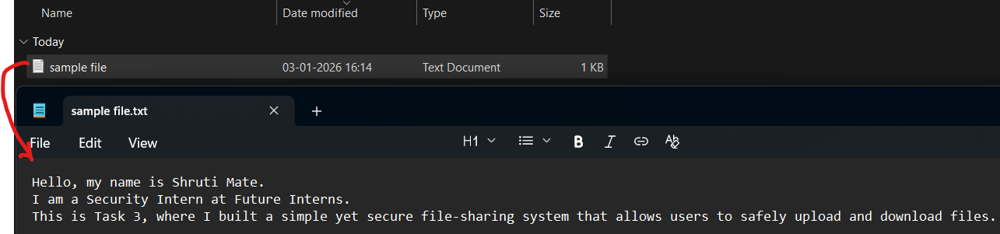 Name Date modified Type Size
Today
sample file 03-01-2026 16:14 Text Document 1 KB
sample file.txt
File Edit View H1 B I
Hello, my name is Shruti Mate.
I am a Security Intern at Future Interns.
This is Task 3, where I built a simple yet secure file-sharing system that allows users to safely upload and download files.